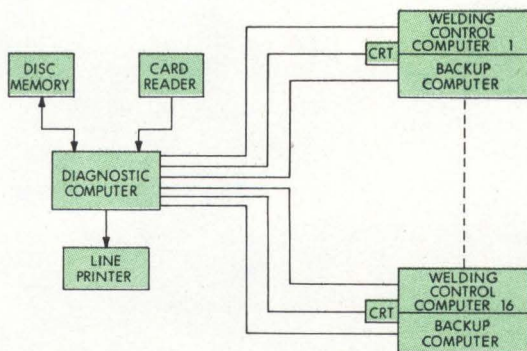 WELDING
CONTROL
COMPUTER 1
CRT
BACKUP
COMPUTER
DISC
MEMORY
CARD
READER
DIAGNOSTIC
COMPUTER
LINE
PRINTER
WELDING
CONTROL
COMPUTER 16
CRT
BACKUP
COMPUTER